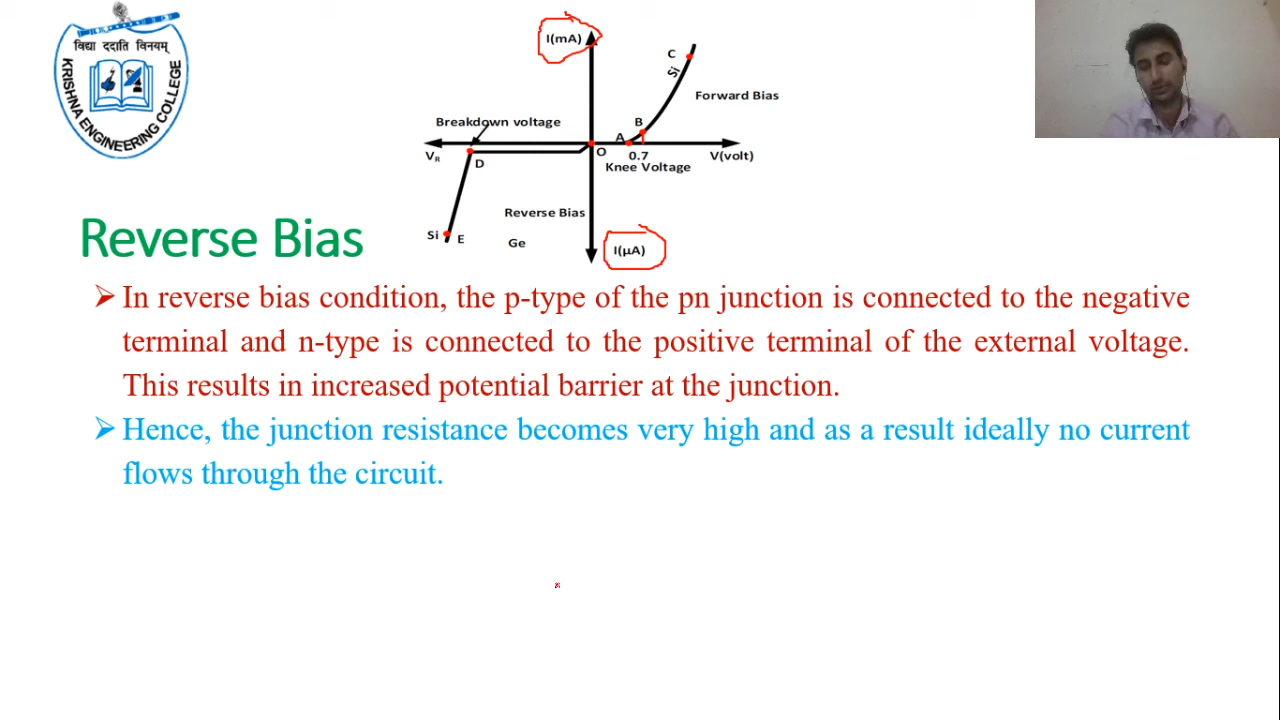 विद्या ददाति विनयम्
KRISHNA ENGINEERING COLLEGE
I(mA)
C
Si
Forward Bias
Breakdown voltage
B
A
V_R
D
O
0.7
V(volt)
Knee Voltage
Reverse Bias
Si
E
Ge
I(μA)
Reverse Bias
➢ In reverse bias condition, the p-type of the pn junction is connected to the negative
terminal and n-type is connected to the positive terminal of the external voltage.
This results in increased potential barrier at the junction.
➢ Hence, the junction resistance becomes very high and as a result ideally no current
flows through the circuit.